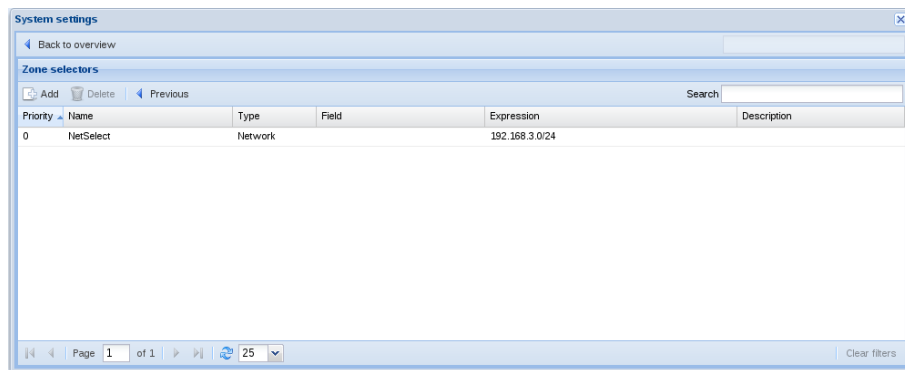 System settings
Back to overview
Zone selectors
Add Delete Previous Search
Priority Name Type Field Expression Description
0 NetSelect Network 192.168.3.0/24
Page 1 of 1 25 Clear filters